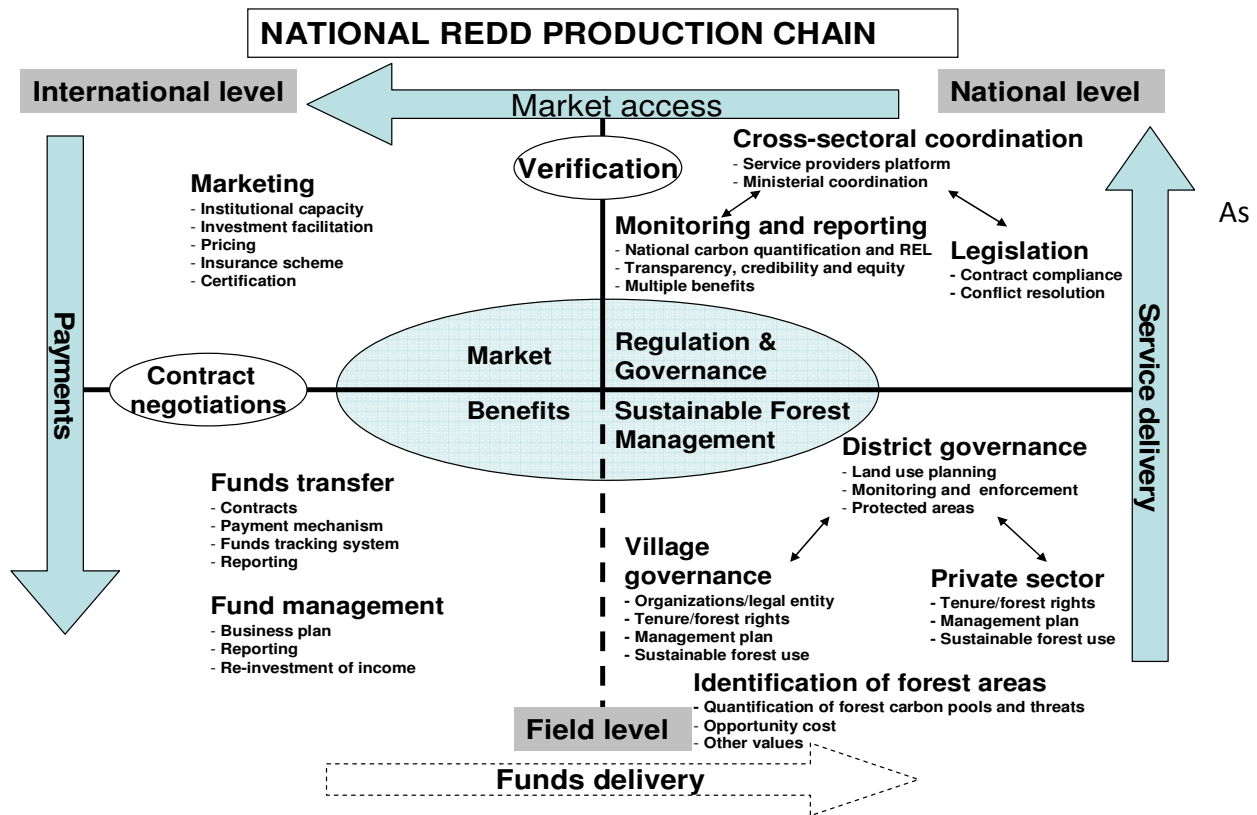 NATIONAL REDD PRODUCTION CHAIN
International level
Market access
National level
Verification
Cross-sectoral coordination
- Service providers platform
- Ministerial coordination
Marketing
- Institutional capacity
- Investment facilitation
- Pricing
- Insurance scheme
- Certification
Monitoring and reporting
- National carbon quantification and REL
- Transparency, credibility and equity
- Multiple benefits
Legislation
- Contract compliance
- Conflict resolution
As
Payments
Service delivery
Contract
negotiations
Market
Regulation &
Governance
Benefits
Sustainable Forest
Management
District governance
- Land use planning
- Monitoring and enforcement
- Protected areas
Funds transfer
- Contracts
- Payment mechanism
- Funds tracking system
- Reporting
Fund management
- Business plan
- Reporting
- Re-investment of income
Village
governance
- Organizations/legal entity
- Tenure/forest rights
- Management plan
- Sustainable forest use
Private sector
- Tenure/forest rights
- Management plan
- Sustainable forest use
Identification of forest areas
- Quantification of forest carbon pools and threats
- Opportunity cost
- Other values
Field level
Funds delivery